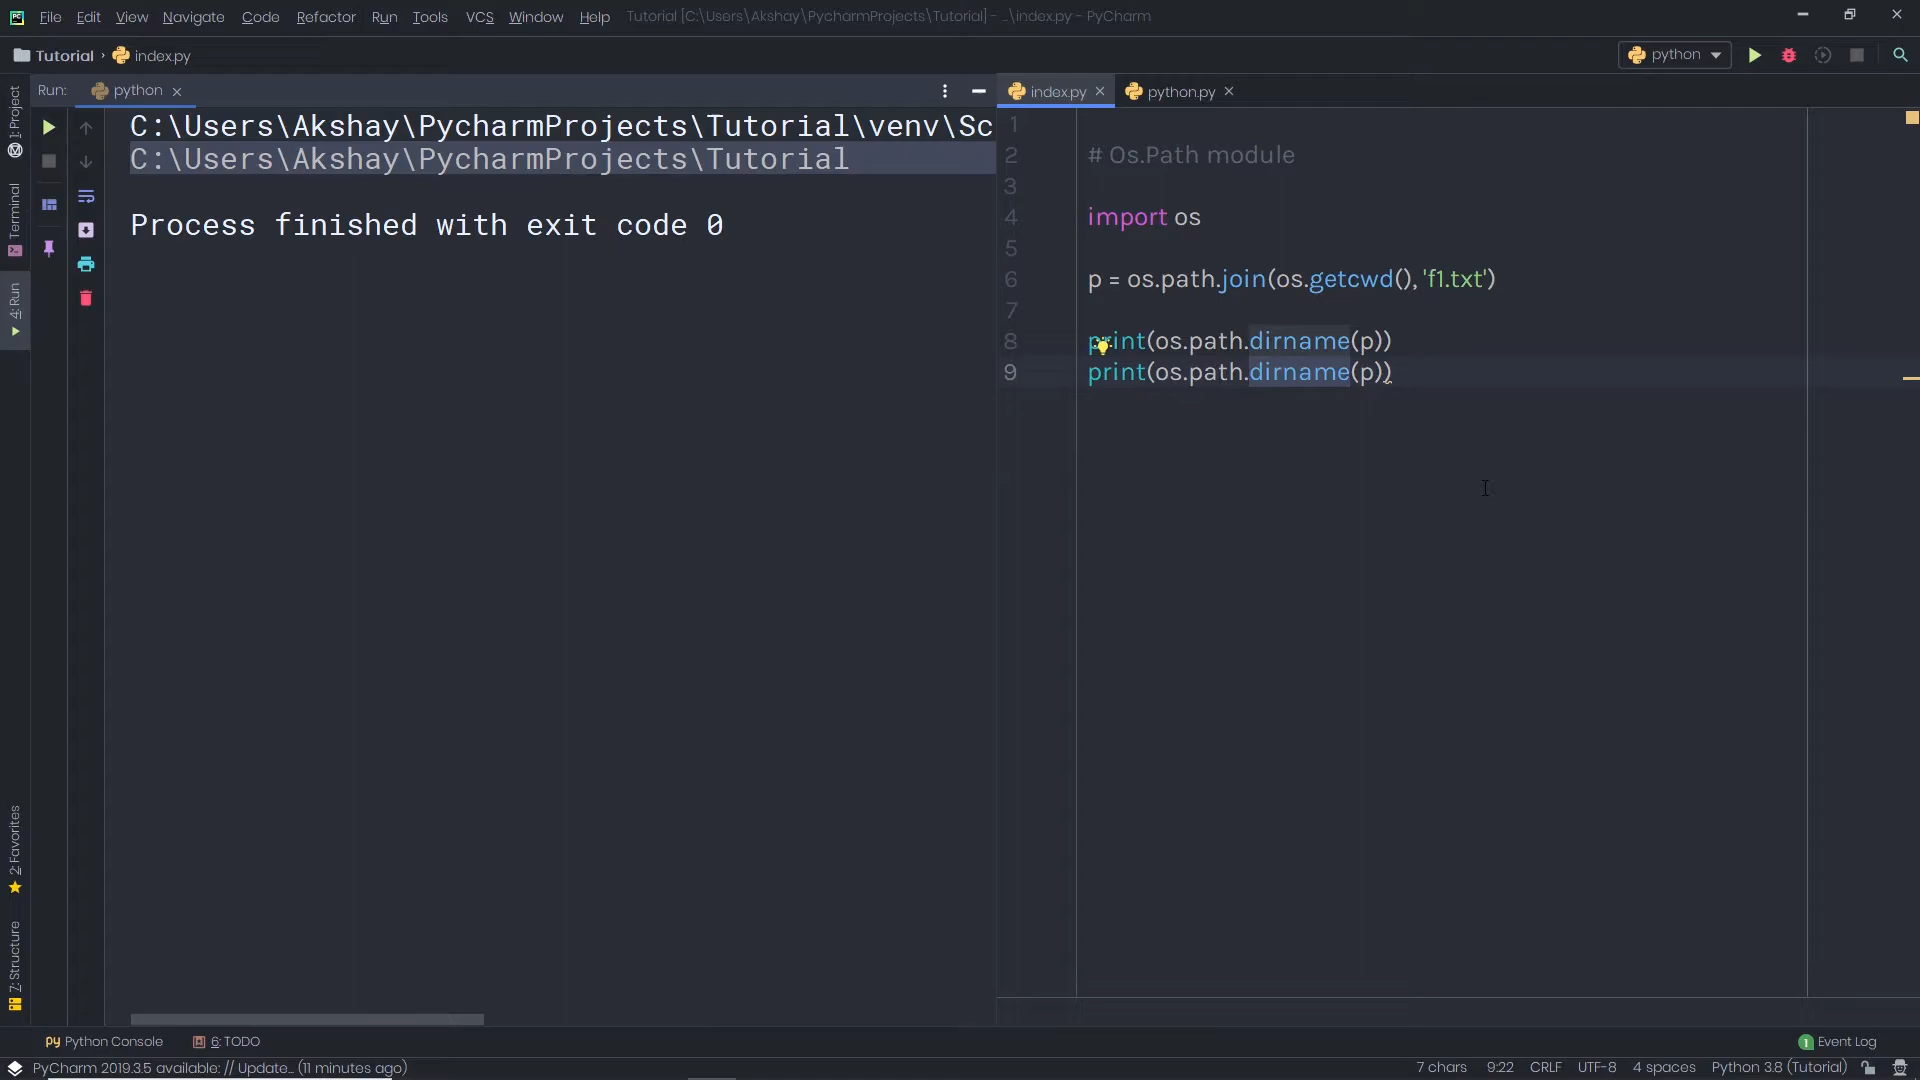 File Edit View Navigate Code Refactor Run Tools VCS Window Help Tutorial [C:\Users\Akshay\PycharmProjects\Tutorial] - ...\index.py - PyCharm
Tutorial index.py python
Run: python
index.py python.py
1: Project
Terminal
4: Run
2: Favorites
7: Structure
C:\Users\Akshay\PycharmProjects\Tutorial\venv\Sc
C:\Users\Akshay\PycharmProjects\Tutorial
Process finished with exit code 0
1
2 # Os.Path module
3
4 import os
5
6 p = os.path.join(os.getcwd(),'f1.txt')
7
8 print(os.path.dirname(p))
9 print(os.path.dirname(p))
Python Console 6: TODO 1 Event Log
PyCharm 2019.3.5 available: // Update... (11 minutes ago) 7 chars 9:22 CRLF UTF-8 4 spaces Python 3.8 (Tutorial)